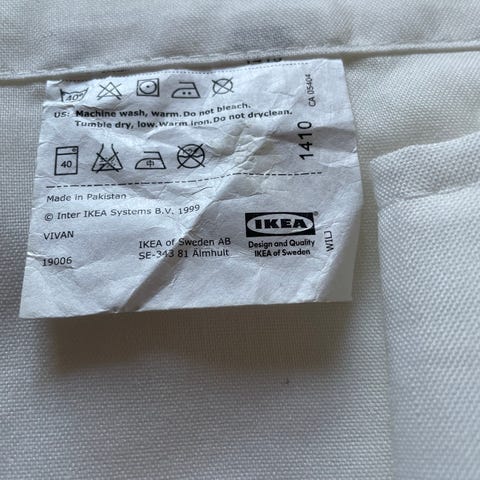 40°
US: Machine wash, warm. Do not bleach.
Tumble dry, low. Warm iron. Do not dryclean.
40
中
Made in Pakistan
© Inter IKEA Systems B.V. 1999
VIVAN
19006
IKEA of Sweden AB
SE-343 81 Älmhult
IKEA
Design and Quality
IKEA of Sweden
CA 05404
1410